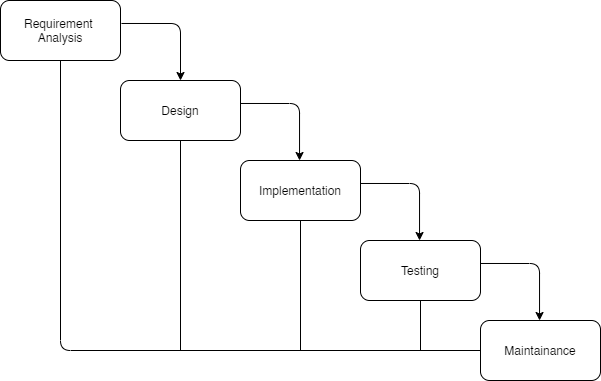 Requirement
Analysis
Design
Implementation
Testing
Maintainance